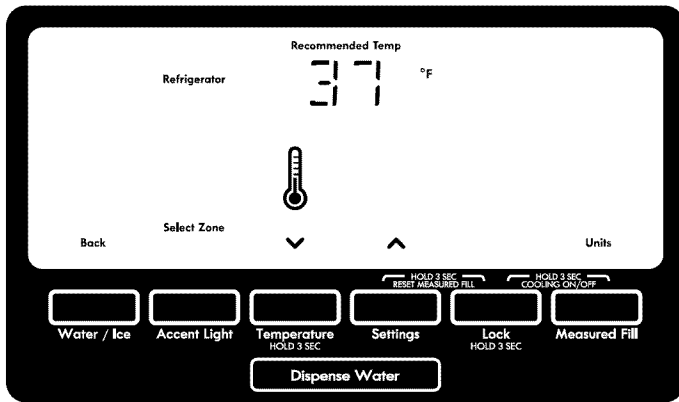 Recommended Temp
Refrigerator 37 °F
Select Zone
Back Units
HOLD 3 SEC HOLD 3 SEC
RESET MEASURED FILL COOLING ON/OFF
Water / Ice Accent Light Temperature Settings Lock Measured Fill
HOLD 3 SEC HOLD 3 SEC
Dispense Water